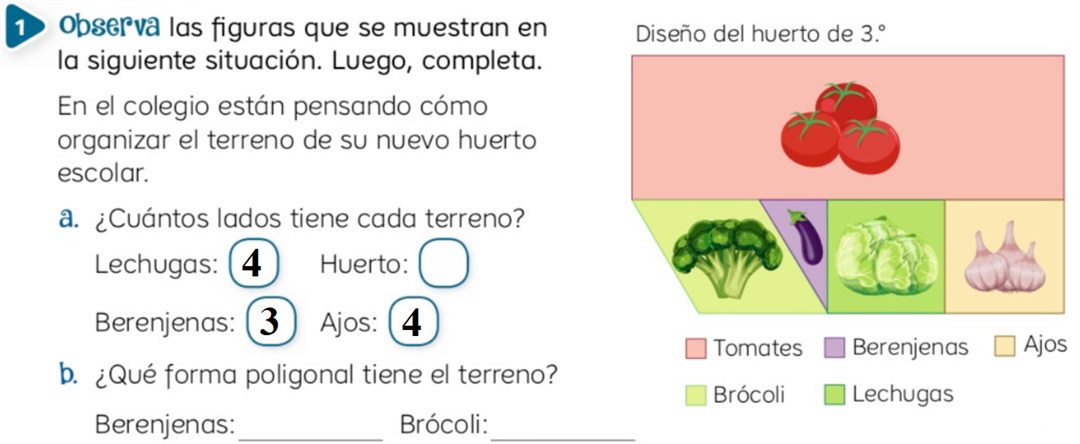 1 Observa las figuras que se muestran en
la siguiente situación. Luego, completa.
En el colegio están pensando cómo
organizar el terreno de su nuevo huerto
escolar.
a. ¿Cuántos lados tiene cada terreno?
Lechugas: 4 Huerto:
Berenjenas: 3 Ajos: 4
b. ¿Qué forma poligonal tiene el terreno?
Berenjenas:____________ Brócoli:____________
Diseño del huerto de 3.°
Tomates Berenjenas Ajos
Brócoli Lechugas